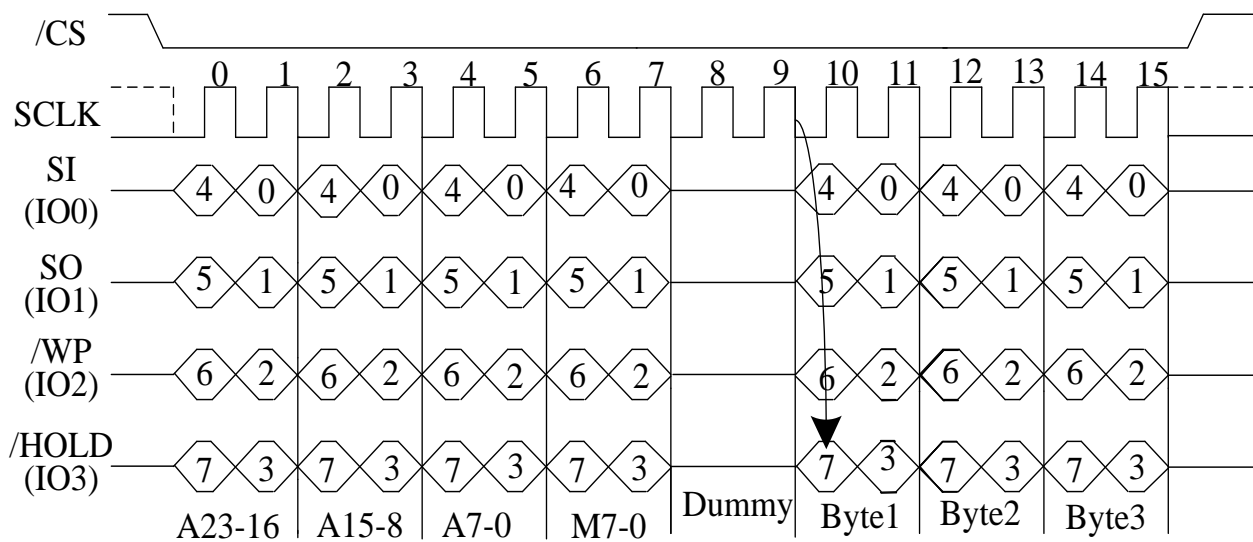 /CS
0 1 2 3 4 5 6 7 8 9 10 11 12 13 14 15
SCLK
SI
(IO0)
4 0 4 0 4 0 4 0 4 0 4 0 4 0
SO
(IO1)
5 1 5 1 5 1 5 1 5 1 5 1 5 1
/WP
(IO2)
6 2 6 2 6 2 6 2 6 2 6 2 6 2
/HOLD
(IO3)
7 3 7 3 7 3 7 3 7 3 7 3 7 3
A23-16 A15-8 A7-0 M7-0 Dummy Byte1 Byte2 Byte3